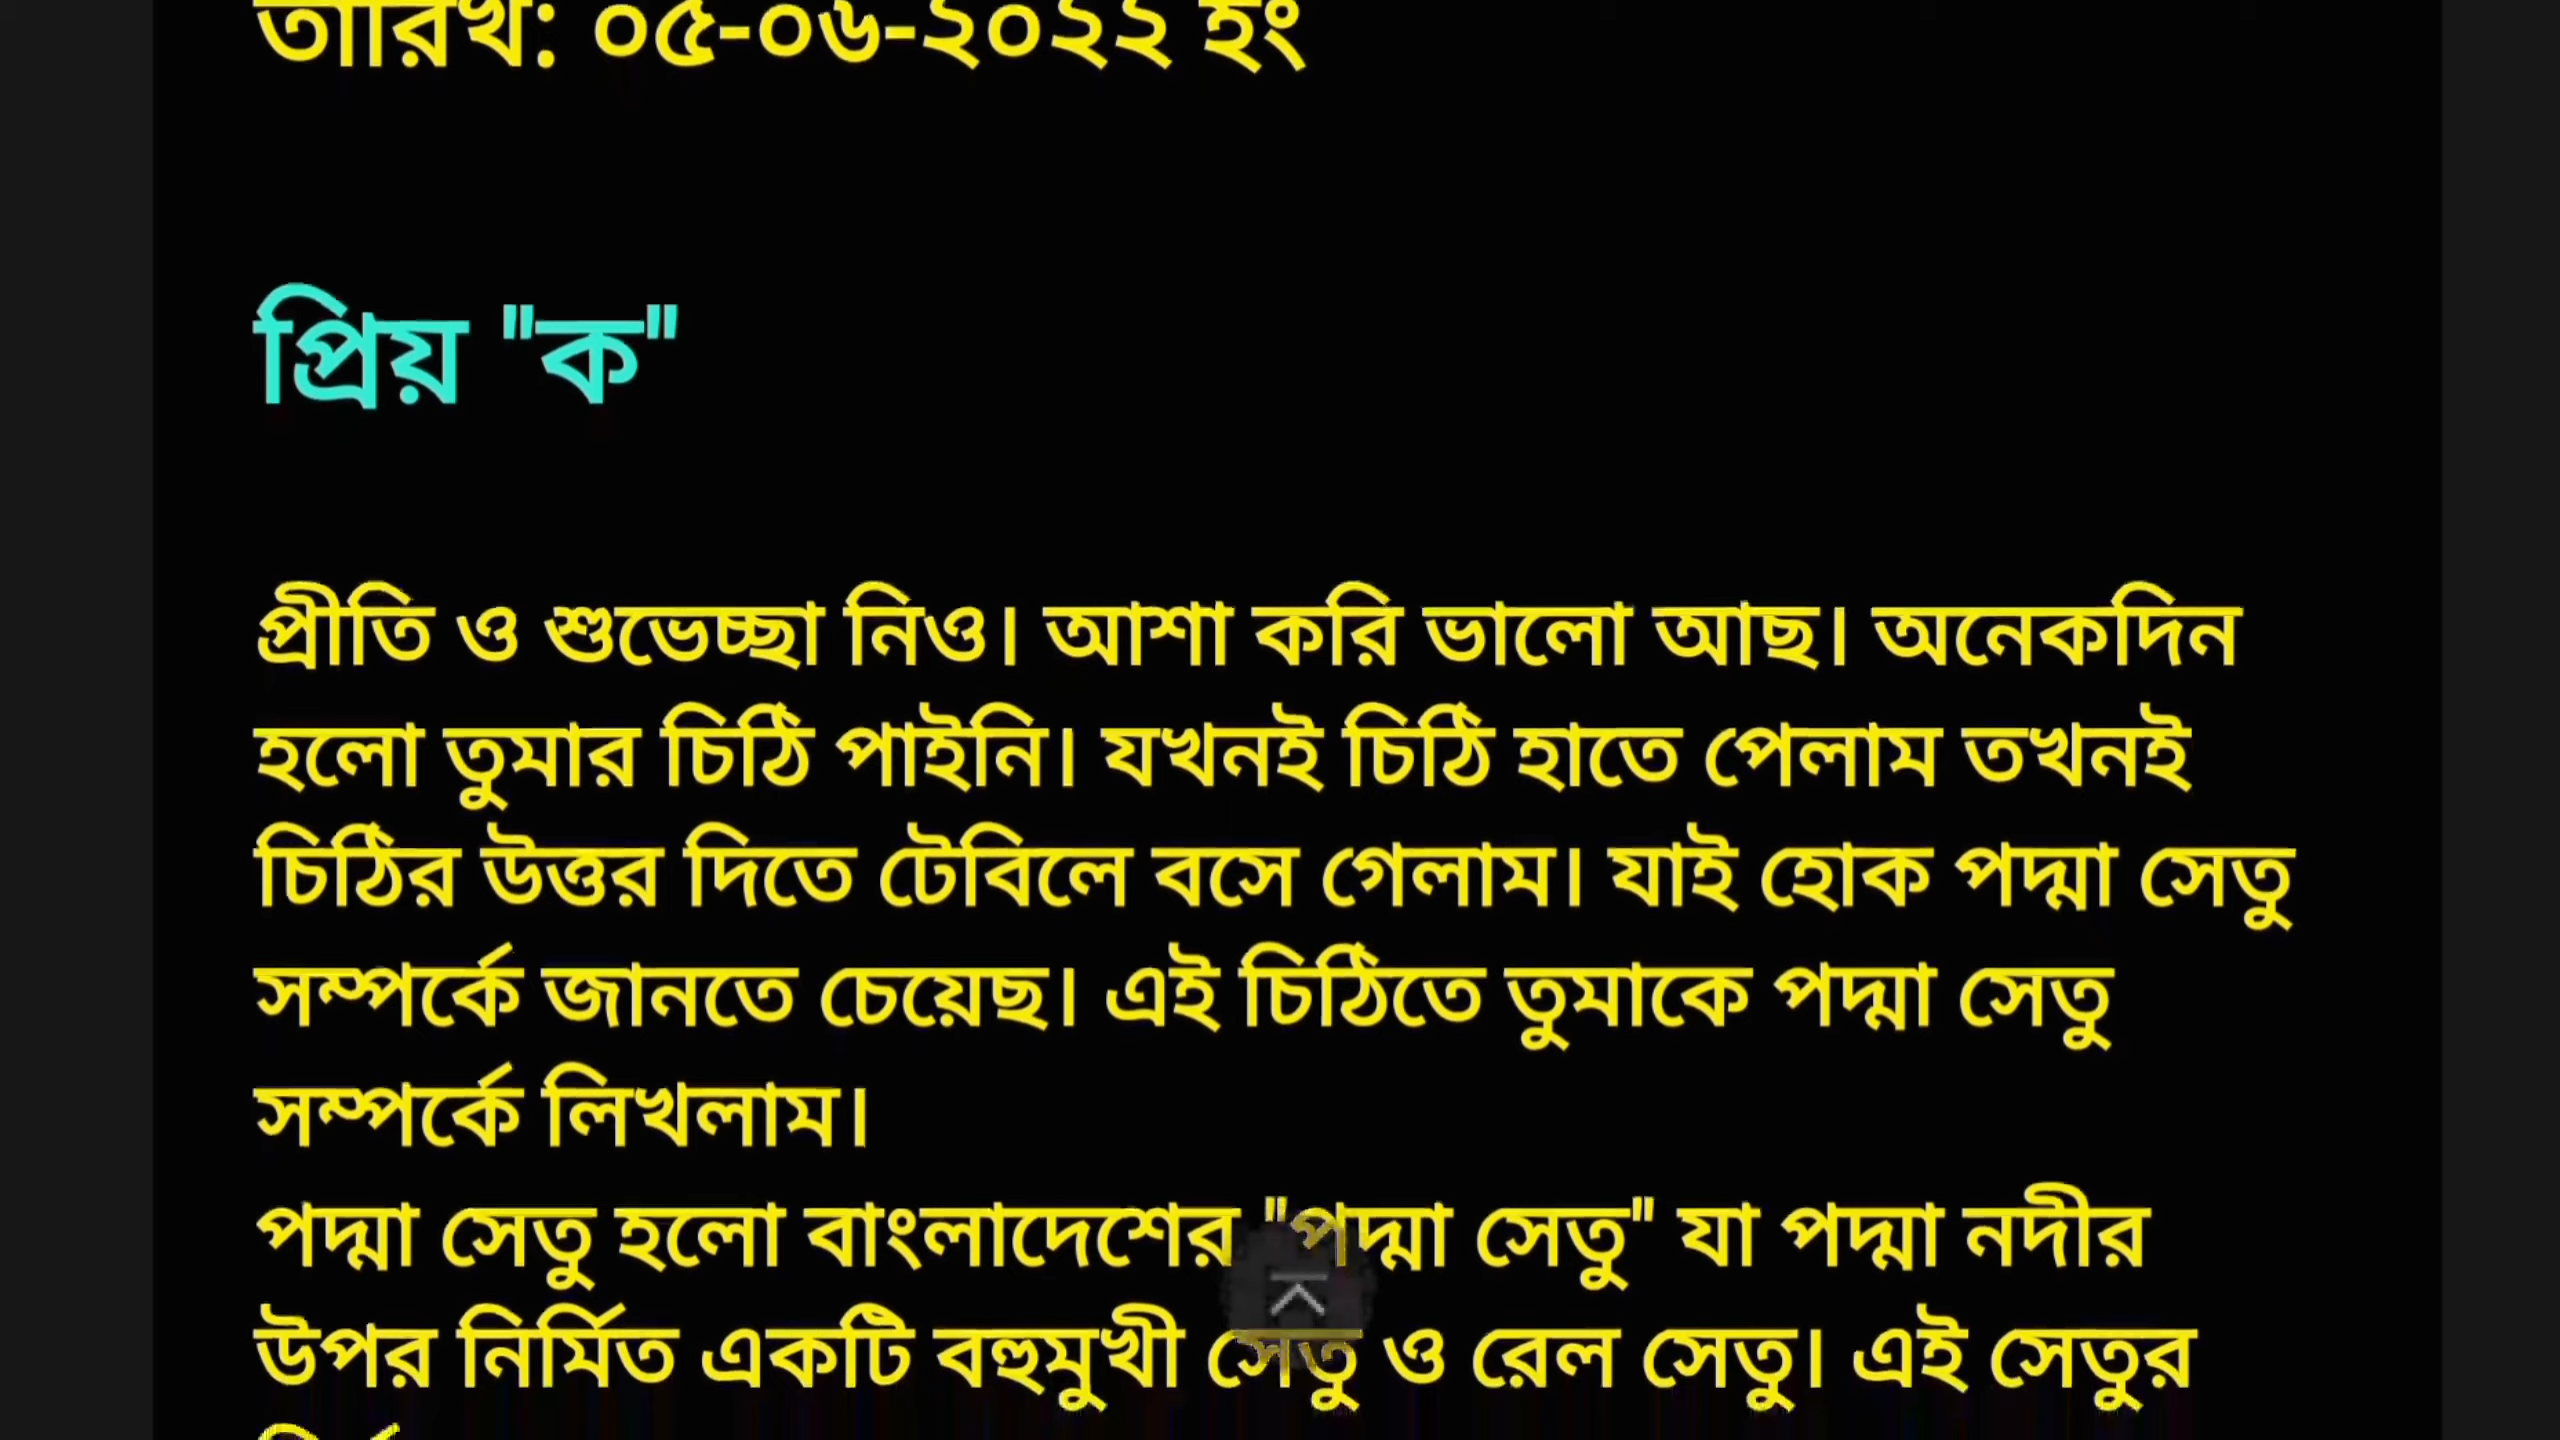 তারিখ: ০৫-০৬-২০২২ ইং
প্রিয় "ক"
প্রীতি ও শুভেচ্ছা নিও। আশা করি ভালো আছ। অনেকদিন
হলো তুমার চিঠি পাইনি। যখনই চিঠি হাতে পেলাম তখনই
চিঠির উত্তর দিতে টেবিলে বসে গেলাম। যাই হোক পদ্মা সেতু
সম্পর্কে জানতে চেয়েছ। এই চিঠিতে তুমাকে পদ্মা সেতু
সম্পর্কে লিখলাম।
পদ্মা সেতু হলো বাংলাদেশের "পদ্মা সেতু" যা পদ্মা নদীর
উপর নির্মিত একটি বহুমুখী সেতু ও রেল সেতু। এই সেতুর